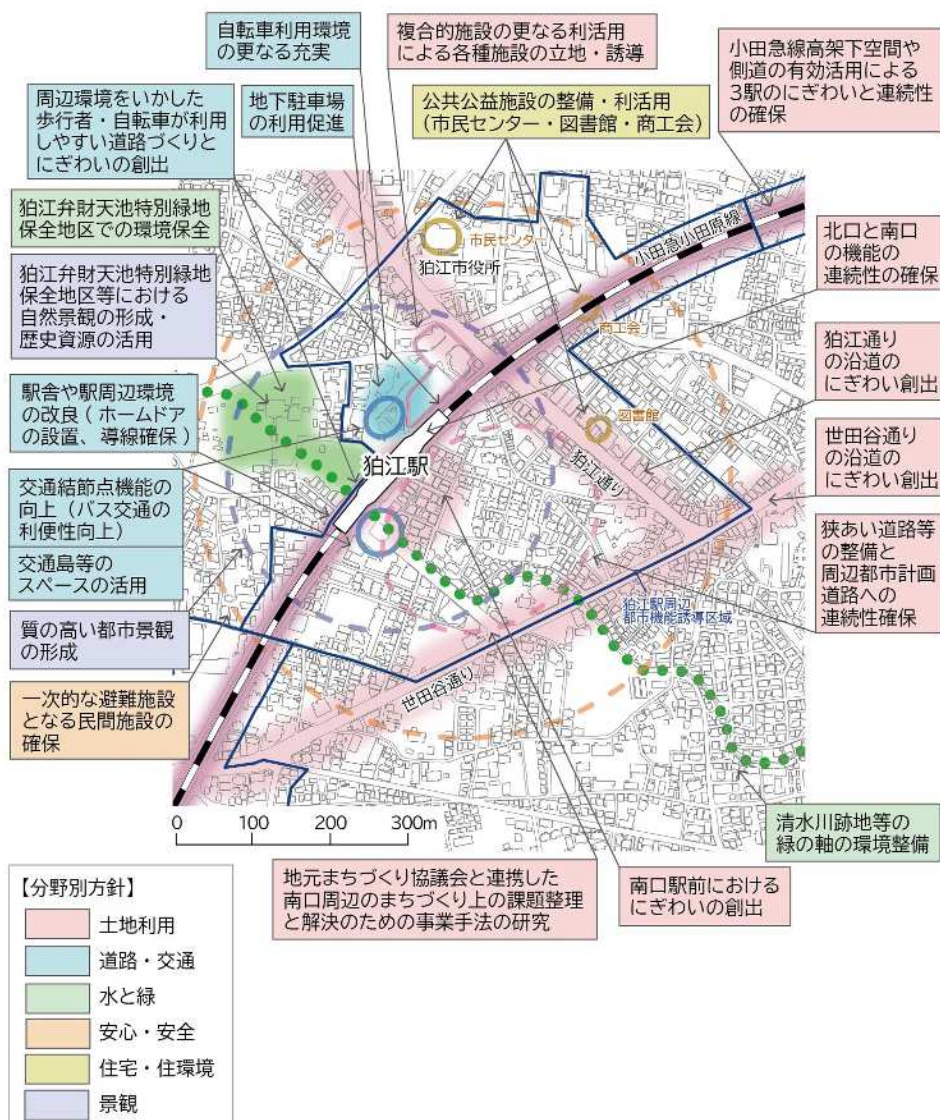 自転車利用環境
の更なる充実
複合的施設の更なる利活用
による各種施設の立地・誘導
小田急線高架下空間や
側道の有効活用による
3駅のにぎわいと連続性
の確保
周辺環境をいかした
歩行者・自転車が利用
しやすい道路づくりと
にぎわいの創出
地下駐車場
の利用促進
公共公益施設の整備・利活用
(市民センター・図書館・商工会)
狛江弁財天池特別緑地
保全地区での環境保全
狛江弁財天池特別緑地
保全地区等における
自然景観の形成・
歴史資源の活用
駅舎や駅周辺環境
の改良(ホームドア
の設置、導線確保)
交通結節点機能の
向上(バス交通の
利便性向上)
交通島等の
スペースの活用
質の高い都市景観
の形成
一次的な避難施設
となる民間施設の
確保
市民センター
狛江市役所
小田急小田原線
商工会
図書館
狛江駅
狛江通り
狛江駅周辺
都市機能誘導区域
世田谷通り
北口と南口
の機能の
連続性の確保
狛江通り
の沿道の
にぎわい創出
世田谷通り
の沿道の
にぎわい創出
狭あい道路等
の整備と
周辺都市計画
道路への
連続性確保
清水川跡地等の
緑の軸の環境整備
0 100 200 300m
地元まちづくり協議会と連携した
南口周辺のまちづくり上の課題整理
と解決のための事業手法の研究
南口駅前における
にぎわいの創出
【分野別方針】
土地利用
道路・交通
水と緑
安心・安全
住宅・住環境
景観